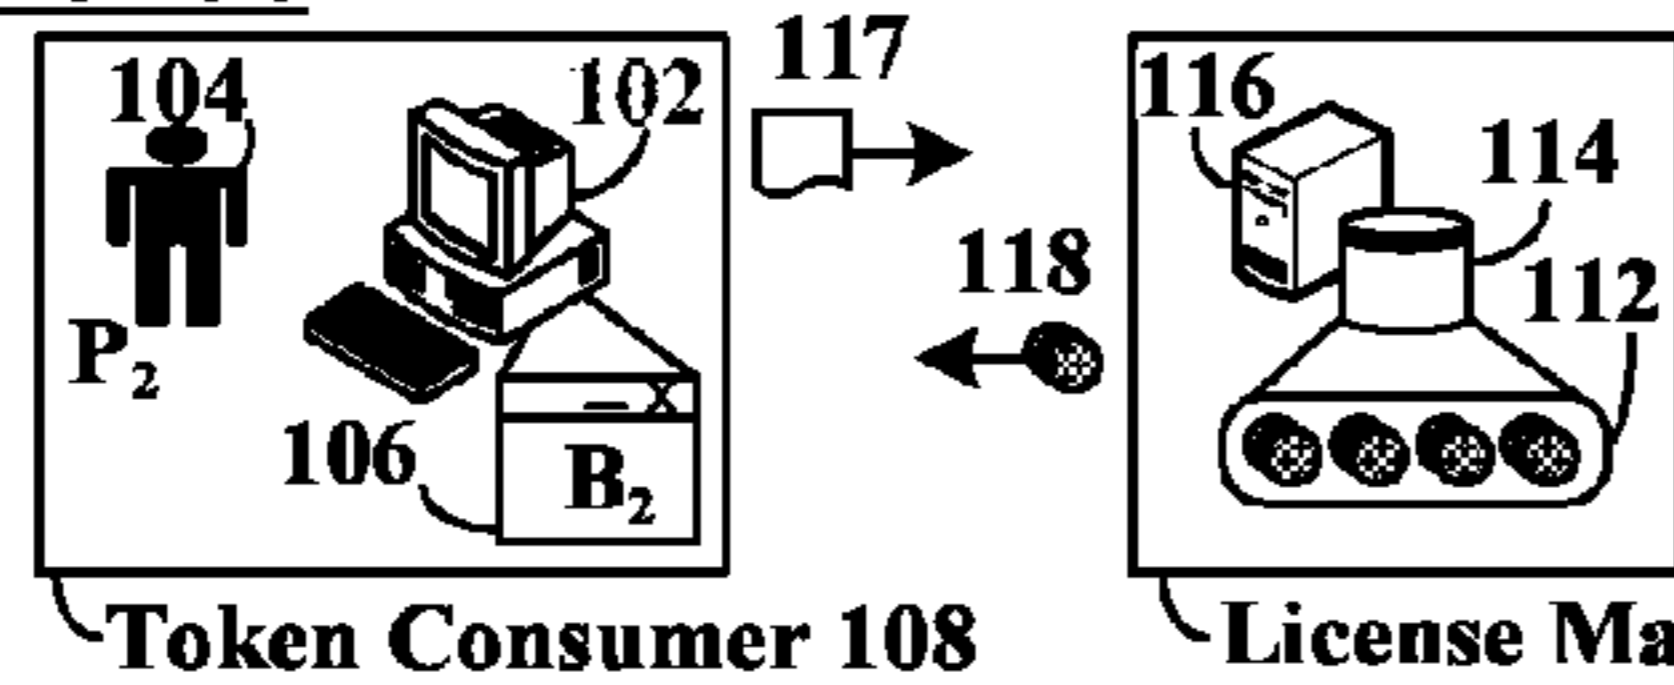 104
102
117
116
114
118
112
P₂
106
– X
B₂
Token Consumer 108
License Ma